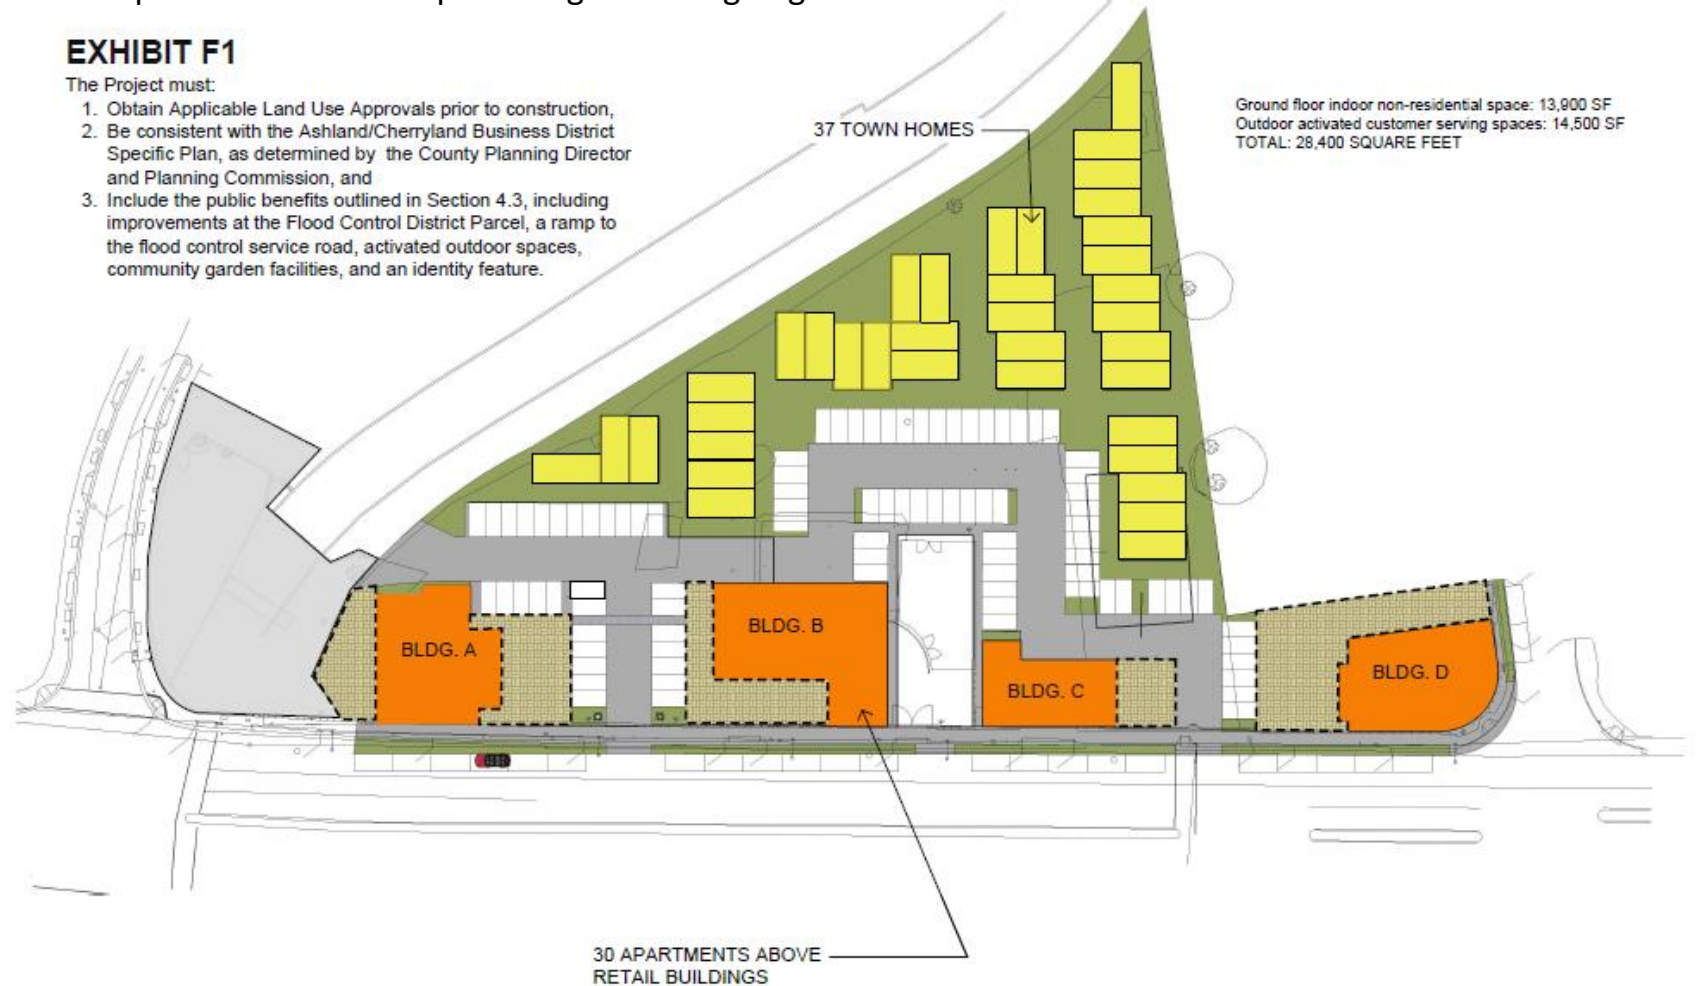 EXHIBIT F1
The Project must:
1. Obtain Applicable Land Use Approvals prior to construction,
2. Be consistent with the Ashland/Cherryland Business District
Specific Plan, as determined by the County Planning Director
and Planning Commission, and
3. Include the public benefits outlined in Section 4.3, including
improvements at the Flood Control District Parcel, a ramp to
the flood control service road, activated outdoor spaces,
community garden facilities, and an identity feature.
37 TOWN HOMES
Ground floor indoor non-residential space: 13,900 SF
Outdoor activated customer serving spaces: 14,500 SF
TOTAL: 28,400 SQUARE FEET
BLDG. A
BLDG. B
BLDG. C
BLDG. D
30 APARTMENTS ABOVE
RETAIL BUILDINGS